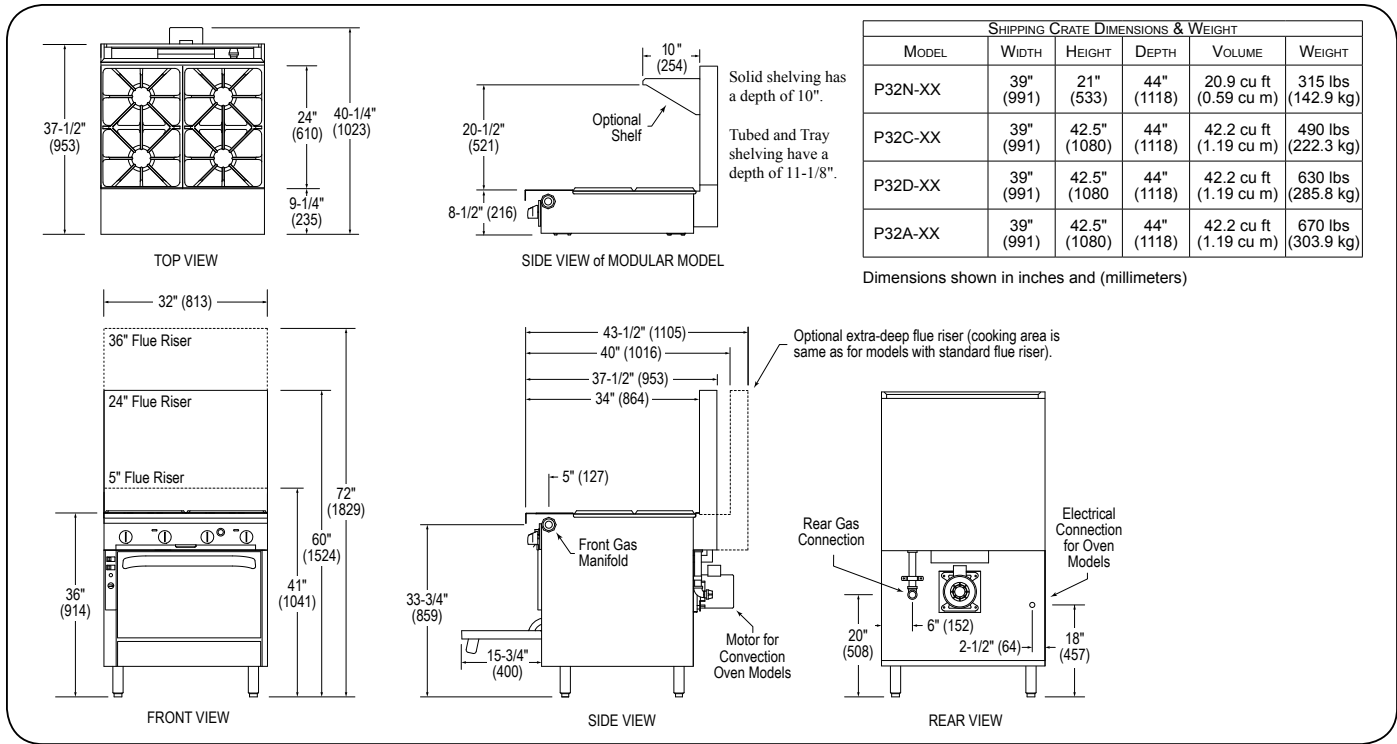 37-1/2"
(953)
24"
(610)
40-1/4"
(1023)
9-1/4"
(235)
TOP VIEW
10"
(254)
20-1/2"
(521)
Optional
Shelf
8-1/2" (216)
SIDE VIEW of MODULAR MODEL
Solid shelving has
a depth of 10".
Tubed and Tray
shelving have a
depth of 11-1/8".
SHIPPING CRATE DIMENSIONS & WEIGHT
MODEL WIDTH HEIGHT DEPTH VOLUME WEIGHT
P32N-XX 39" 21" 44" 20.9 cu ft 315 lbs
(991) (533) (1118) (0.59 cu m) (142.9 kg)
P32C-XX 39" 42.5" 44" 42.2 cu ft 490 lbs
(991) (1080) (1118) (1.19 cu m) (222.3 kg)
P32D-XX 39" 42.5" 44" 42.2 cu ft 630 lbs
(991) (1080 (1118) (1.19 cu m) (285.8 kg)
P32A-XX 39" 42.5" 44" 42.2 cu ft 670 lbs
(991) (1080) (1118) (1.19 cu m) (303.9 kg)
Dimensions shown in inches and (millimeters)
32" (813)
36" Flue Riser
24" Flue Riser
5" Flue Riser
72"
(1829)
60"
(1524)
41"
(1041)
36"
(914)
FRONT VIEW
43-1/2" (1105)
40" (1016)
37-1/2" (953)
34" (864)
5" (127)
Optional extra-deep flue riser (cooking area is
same as for models with standard flue riser).
Front Gas
Manifold
33-3/4"
(859)
15-3/4"
(400)
Motor for
Convection
Oven Models
SIDE VIEW
Rear Gas
Connection
Electrical
Connection
for Oven
Models
20"
(508)
6" (152)
2-1/2" (64)
18"
(457)
REAR VIEW